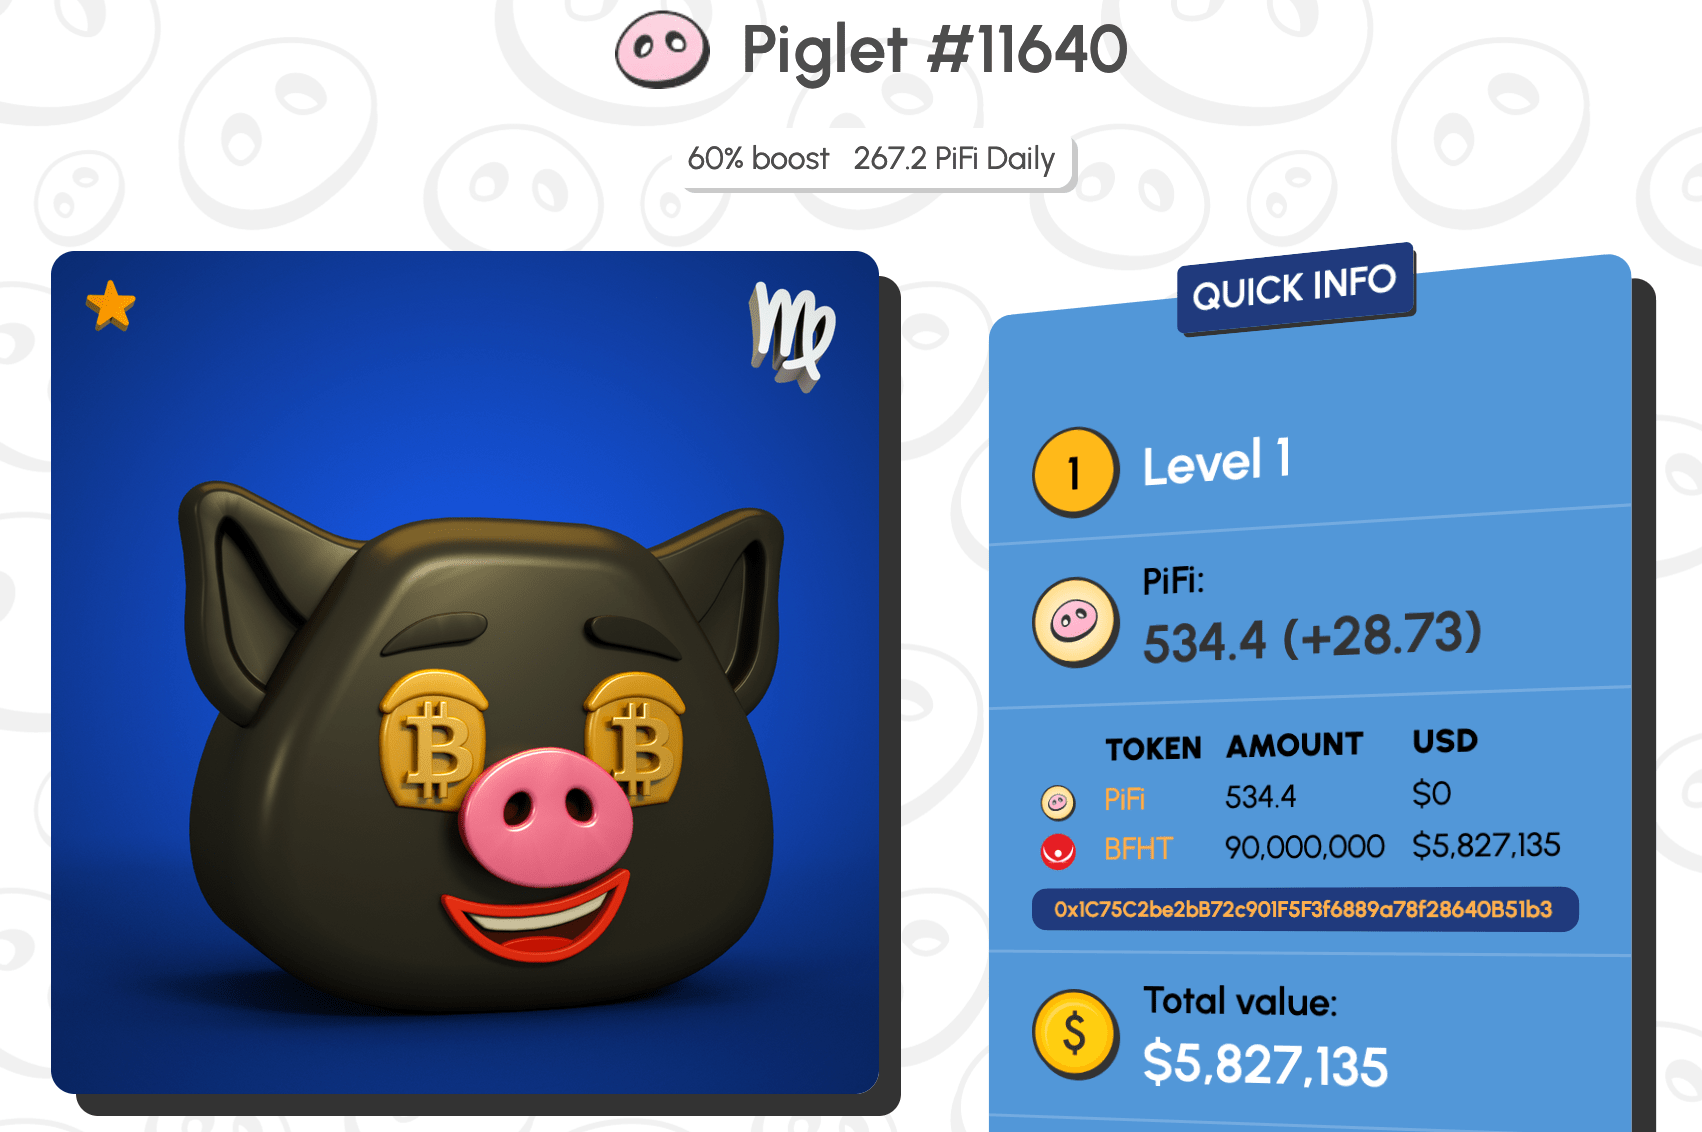 Piglet #11640
60% boost 267.2 PiFi Daily
QUICK INFO
1 Level 1
PiFi:
534.4 (+28.73)
TOKEN AMOUNT USD
PiFi 534.4 $0
BFHT 90,000,000 $5,827,135
0x1C75C2be2bB72c901F5F3f6889a78f28640B51b3
Total value:
$ $5,827,135